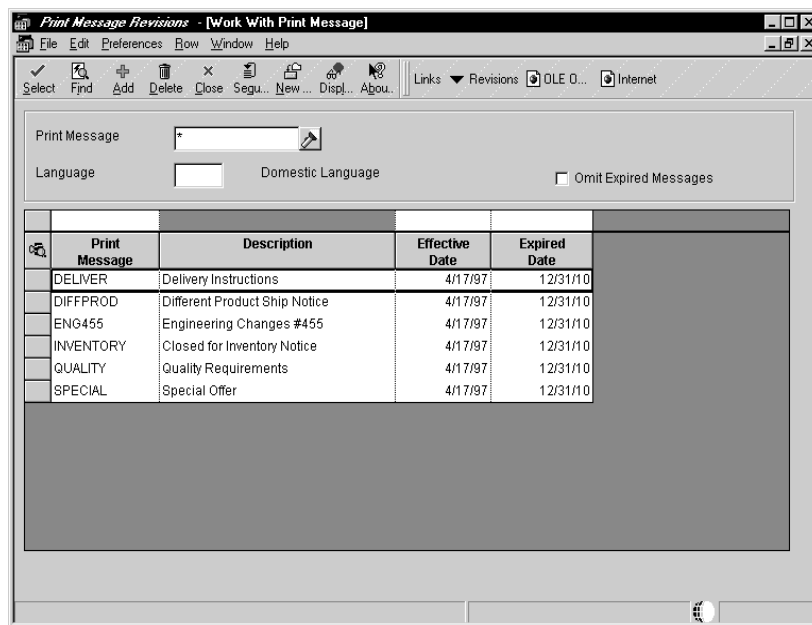 Print Message Revisions - [Work With Print Message]
File Edit Preferences Row Window Help
Select Find Add Delete Close Sequ... New ... Displ... Abou.. Links Revisions OLE O... Internet
Print Message *
Language Domestic Language Omit Expired Messages
Print Message Description Effective Date Expired Date
DELIVER Delivery Instructions 4/17/97 12/31/10
DIFFPROD Different Product Ship Notice 4/17/97 12/31/10
ENG455 Engineering Changes #455 4/17/97 12/31/10
INVENTORY Closed for Inventory Notice 4/17/97 12/31/10
QUALITY Quality Requirements 4/17/97 12/31/10
SPECIAL Special Offer 4/17/97 12/31/10